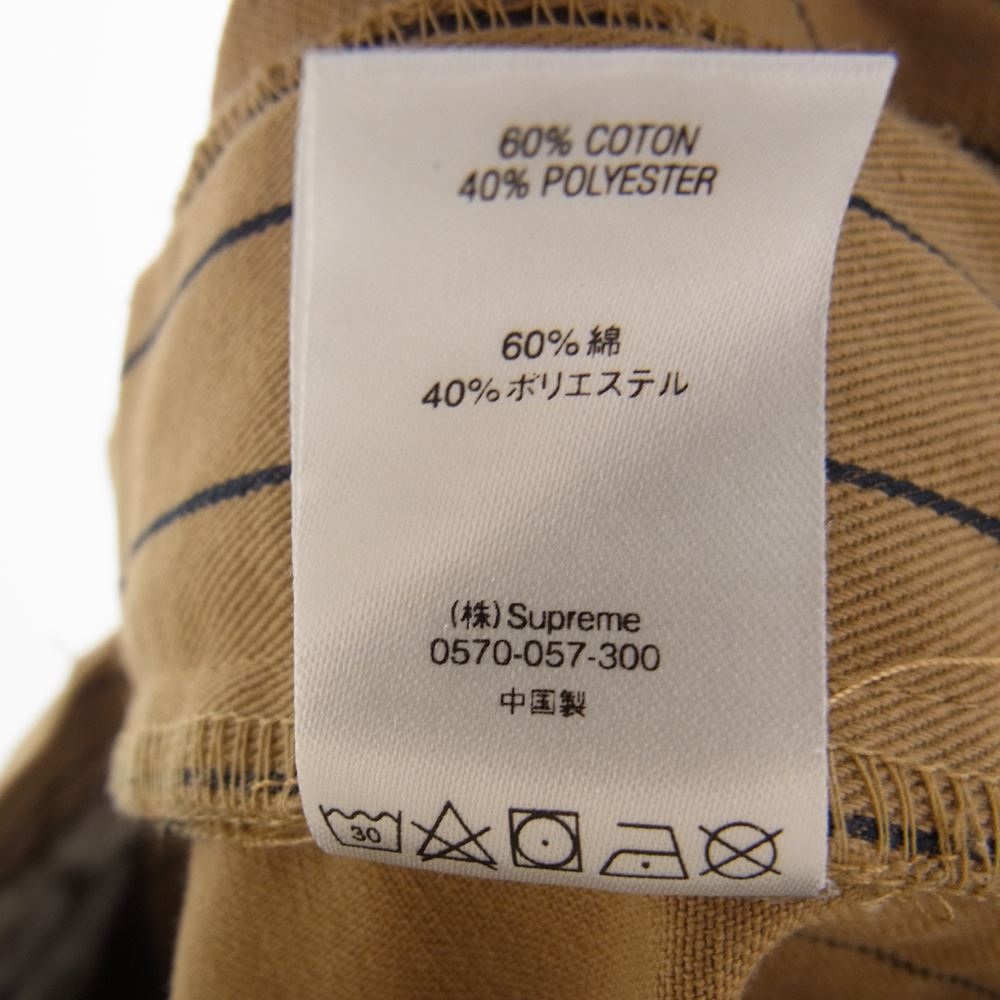 60% COTON
40% POLYESTER
60% 綿
40% ポリエステル
(株) Supreme
0570-057-300
中国製
30